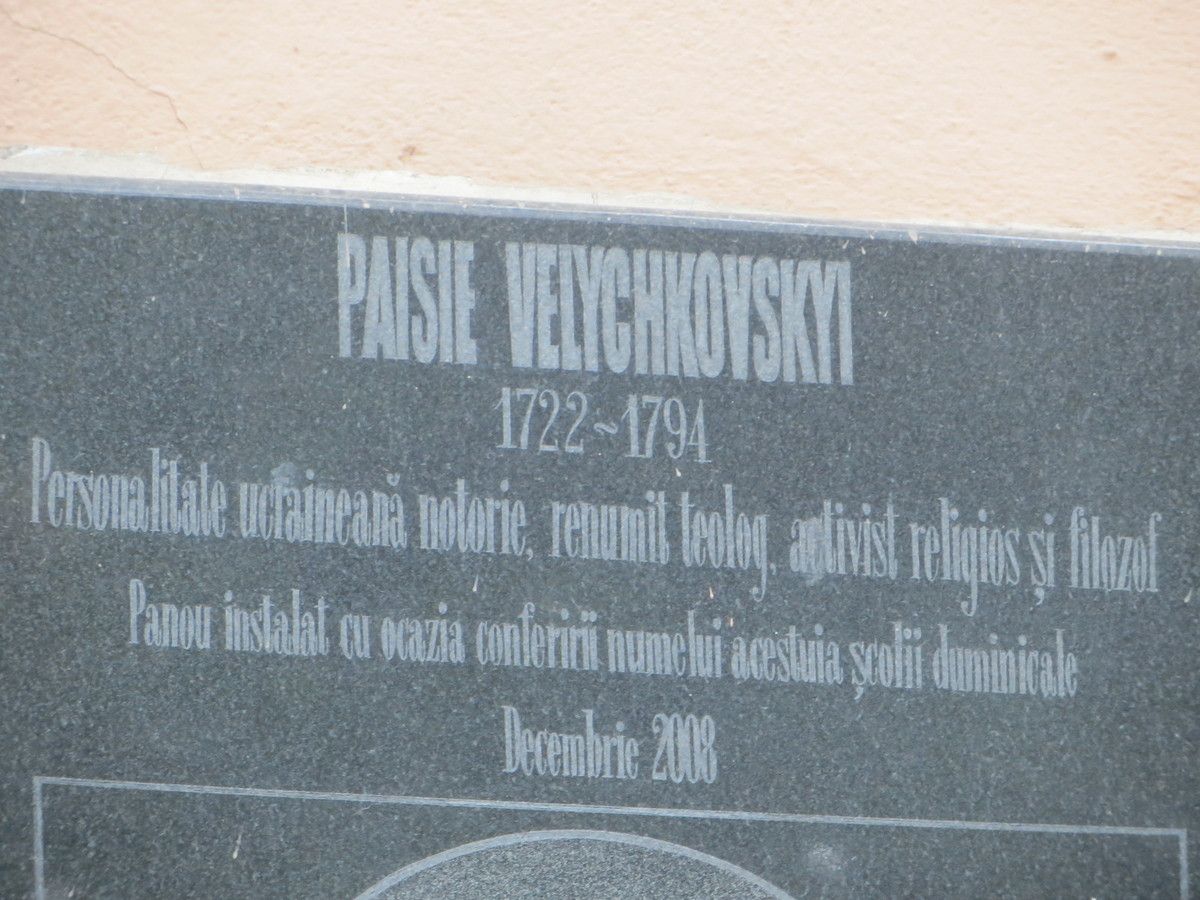 PAISIE VELYCHKOVSKYI
1722~1794
Personalitate ucraineană notorie, renumit teolog, activist religios și filozof
Panou instalat cu ocazia conferirii numelui acestuia școlii duminicale
Decembrie 2008